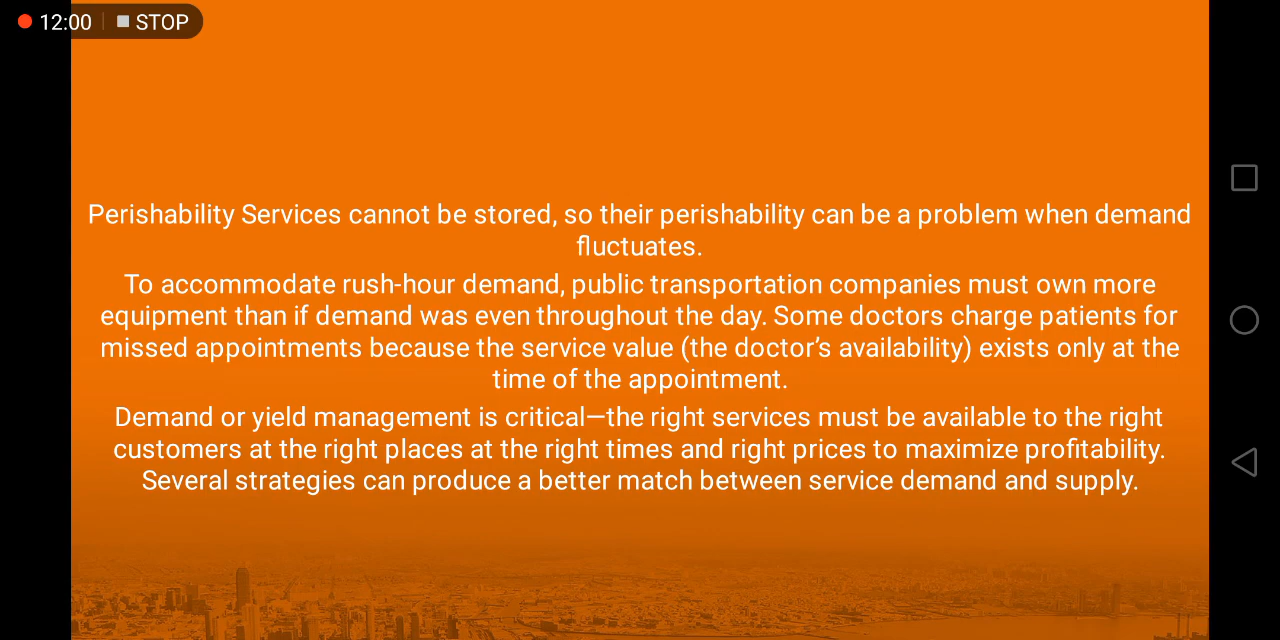 12:00 STOP
Perishability Services cannot be stored, so their perishability can be a problem when demand
fluctuates.
To accommodate rush-hour demand, public transportation companies must own more
equipment than if demand was even throughout the day. Some doctors charge patients for
missed appointments because the service value (the doctor’s availability) exists only at the
time of the appointment.
Demand or yield management is critical—the right services must be available to the right
customers at the right places at the right times and right prices to maximize profitability.
Several strategies can produce a better match between service demand and supply.